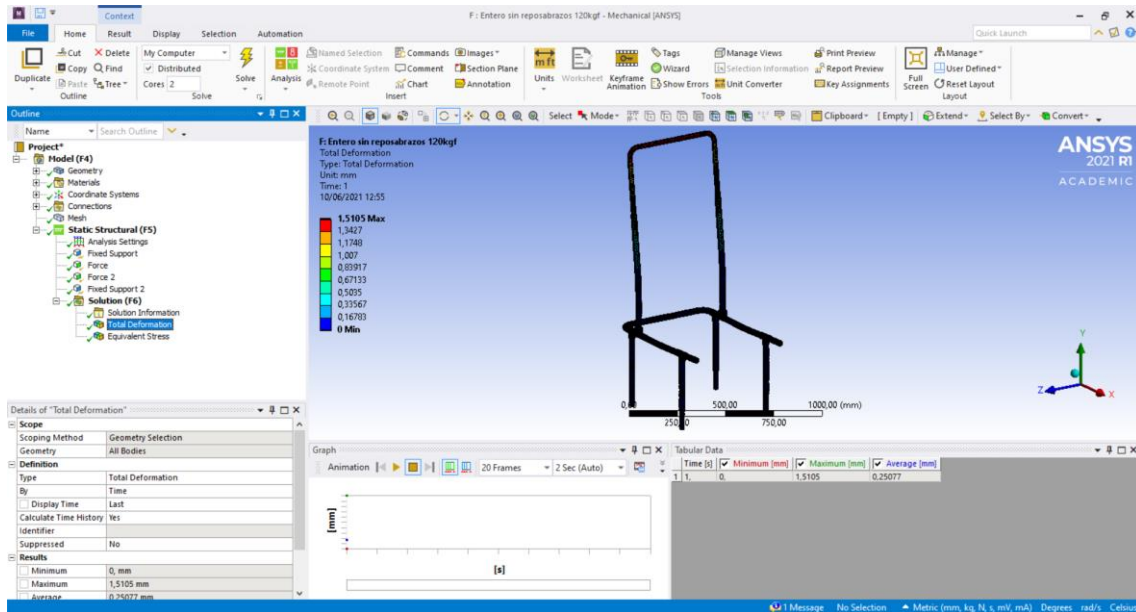 Context
F : Entero sin reposabrazos 120kgf - Mechanical [ANSYS]
File Home Result Display Selection Automation
Quick Launch
Duplicate
Cut
Copy
Paste
Delete
Find
Tree
Outline
My Computer
Distributed
Cores 2
Solve
Solve
Analysis
Named Selection
Coordinate System
Remote Point
Commands
Comment
Chart
Images
Section Plane
Annotation
Insert
Units
Worksheet
Keyframe
Animation
Tags
Wizard
Show Errors
Manage Views
Selection Information
Unit Converter
Print Preview
Report Preview
Key Assignments
Tools
Full
Screen
Manage
User Defined
Reset Layout
Layout
Outline
Name Search Outline
Project*
Model (F4)
Geometry
Materials
Coordinate Systems
Connections
Mesh
Static Structural (F5)
Analysis Settings
Fixed Support
Force
Force 2
Fixed Support 2
Solution (F6)
Solution Information
Total Deformation
Equivalent Stress
Select Mode Clipboard [ Empty ] Extend Select By Convert
F: Entero sin reposabrazos 120kgf
Total Deformation
Type: Total Deformation
Unit: mm
Time: 1
10/06/2021 12:55
1,5105 Max
1,3427
1,1748
1,007
0,83917
0,67133
0,5035
0,33567
0,16783
0 Min
ANSYS
2021 R1
ACADEMIC
Y
Z
X
500,00 1000,00 (mm)
750,00
Details of "Total Deformation"
Scope
Scoping Method Geometry Selection
Geometry All Bodies
Definition
Type Total Deformation
By Time
Display Time Last
Calculate Time History Yes
Identifier
Suppressed No
Results
Minimum 0, mm
Maximum 1,5105 mm
Average 0,25077 mm
Graph
Animation 20 Frames 2 Sec (Auto)
[mm]
[s]
Tabular Data
Time [s] Minimum [mm] Maximum [mm] Average [mm]
1 1, 0, 1,5105 0,25077
1 Message No Selection Metric (mm, kg, N, s, mV, mA) Degrees rad/s Celsius